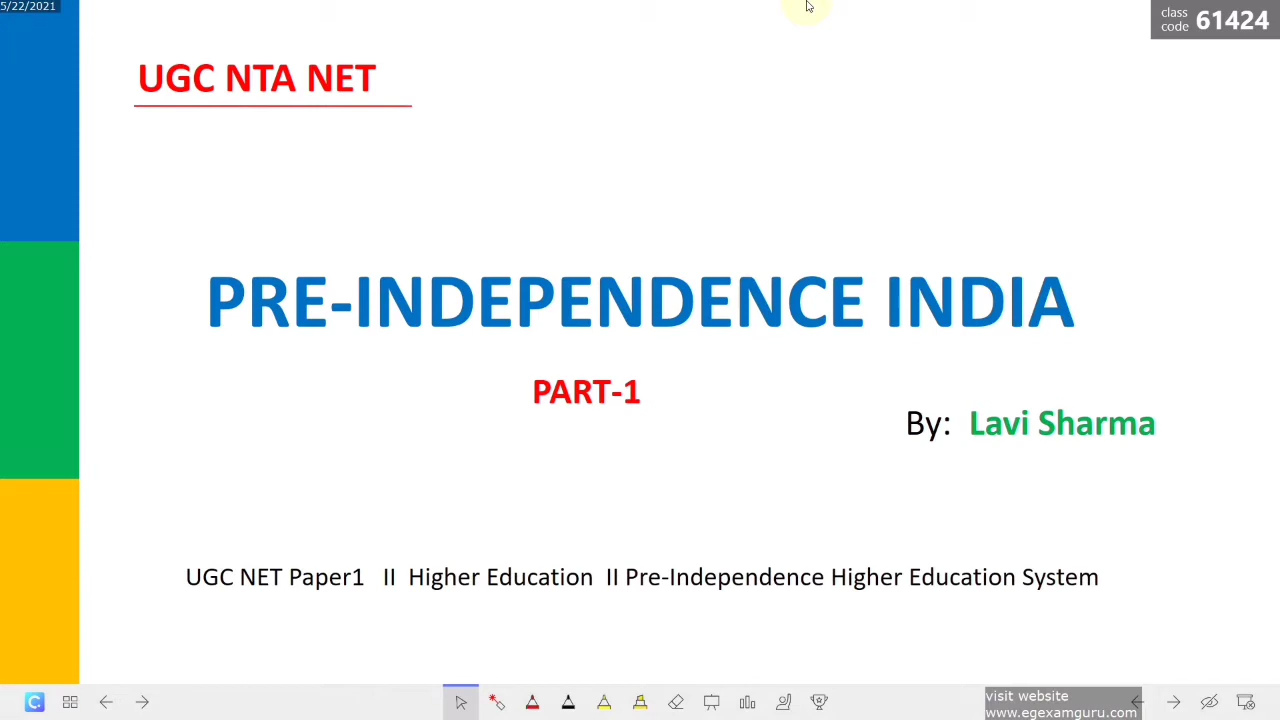 5/22/2021
class
code 61424
UGC NTA NET
PRE-INDEPENDENCE INDIA
PART-1
By: Lavi Sharma
UGC NET Paper1 II Higher Education II Pre-Independence Higher Education System
visit website
www.egexamguru.com